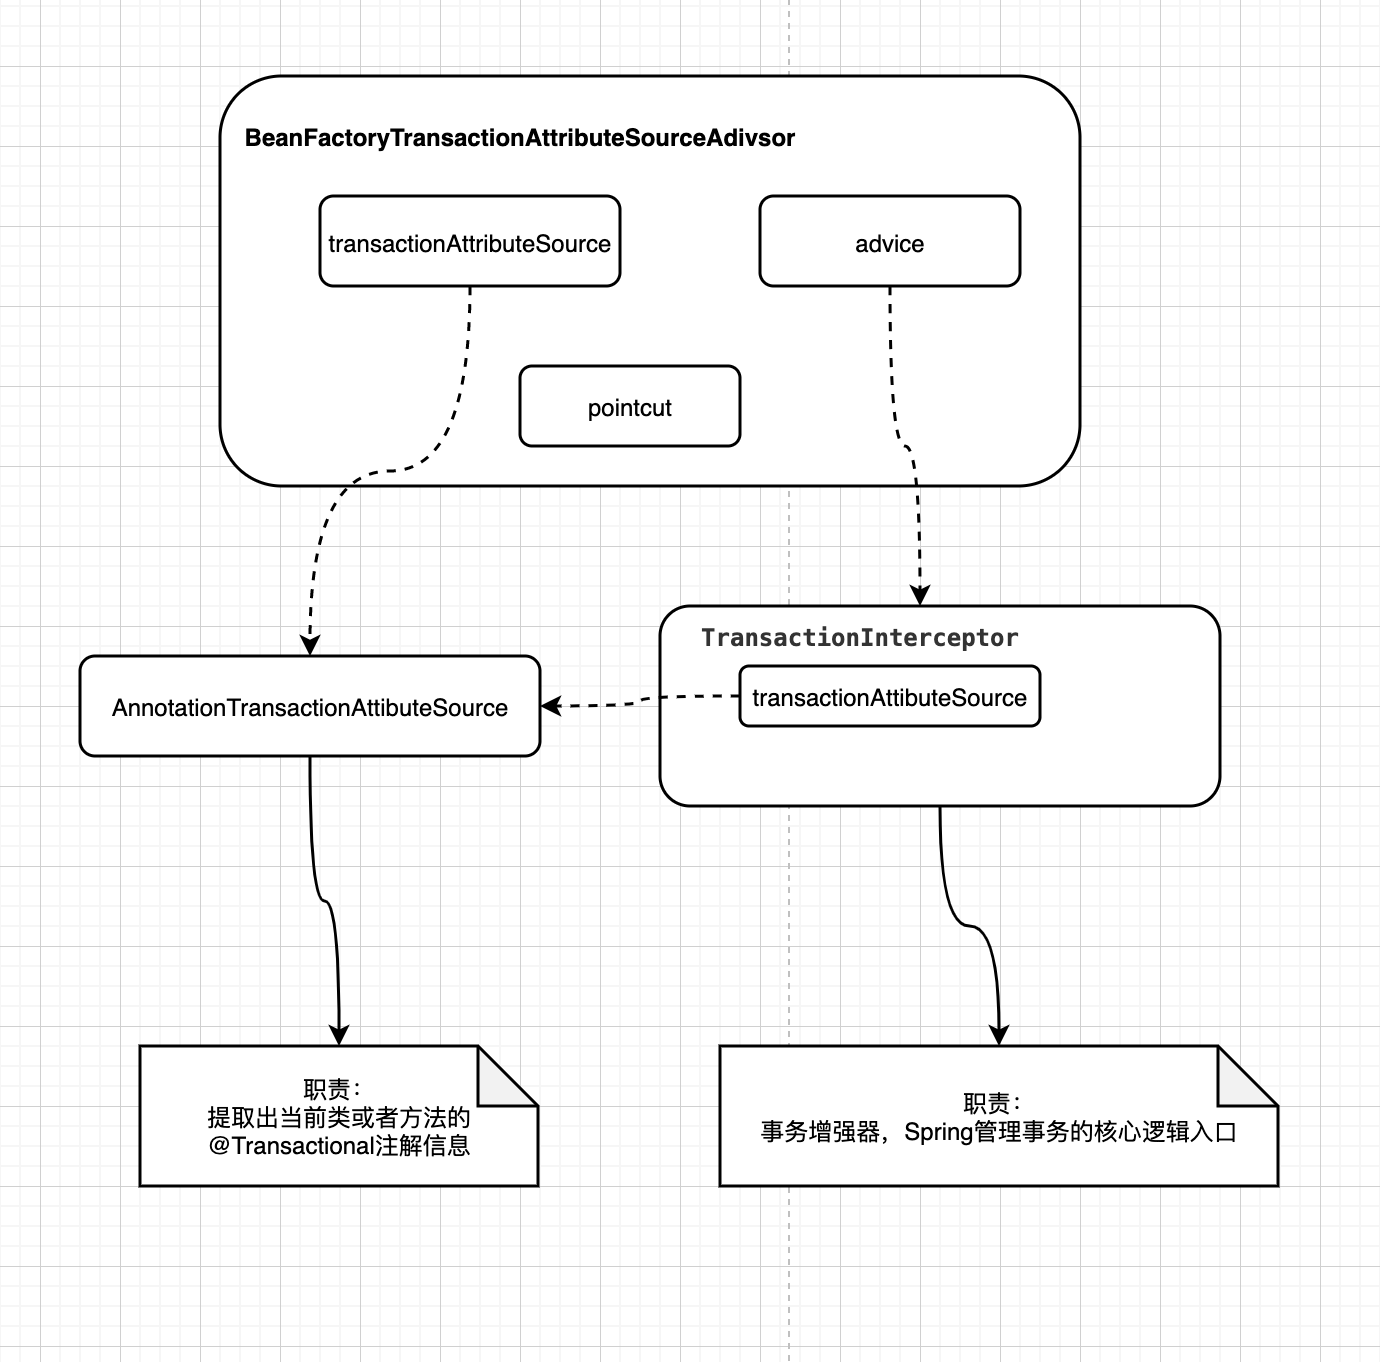 BeanFactoryTransactionAttributeSourceAdivsor
transactionAttributeSource
advice
pointcut
TransactionInterceptor
transactionAttibuteSource
AnnotationTransactionAttibuteSource
职责：
提取出当前类或者方法的
@Transactional注解信息
职责：
事务增强器，Spring管理事务的核心逻辑入口